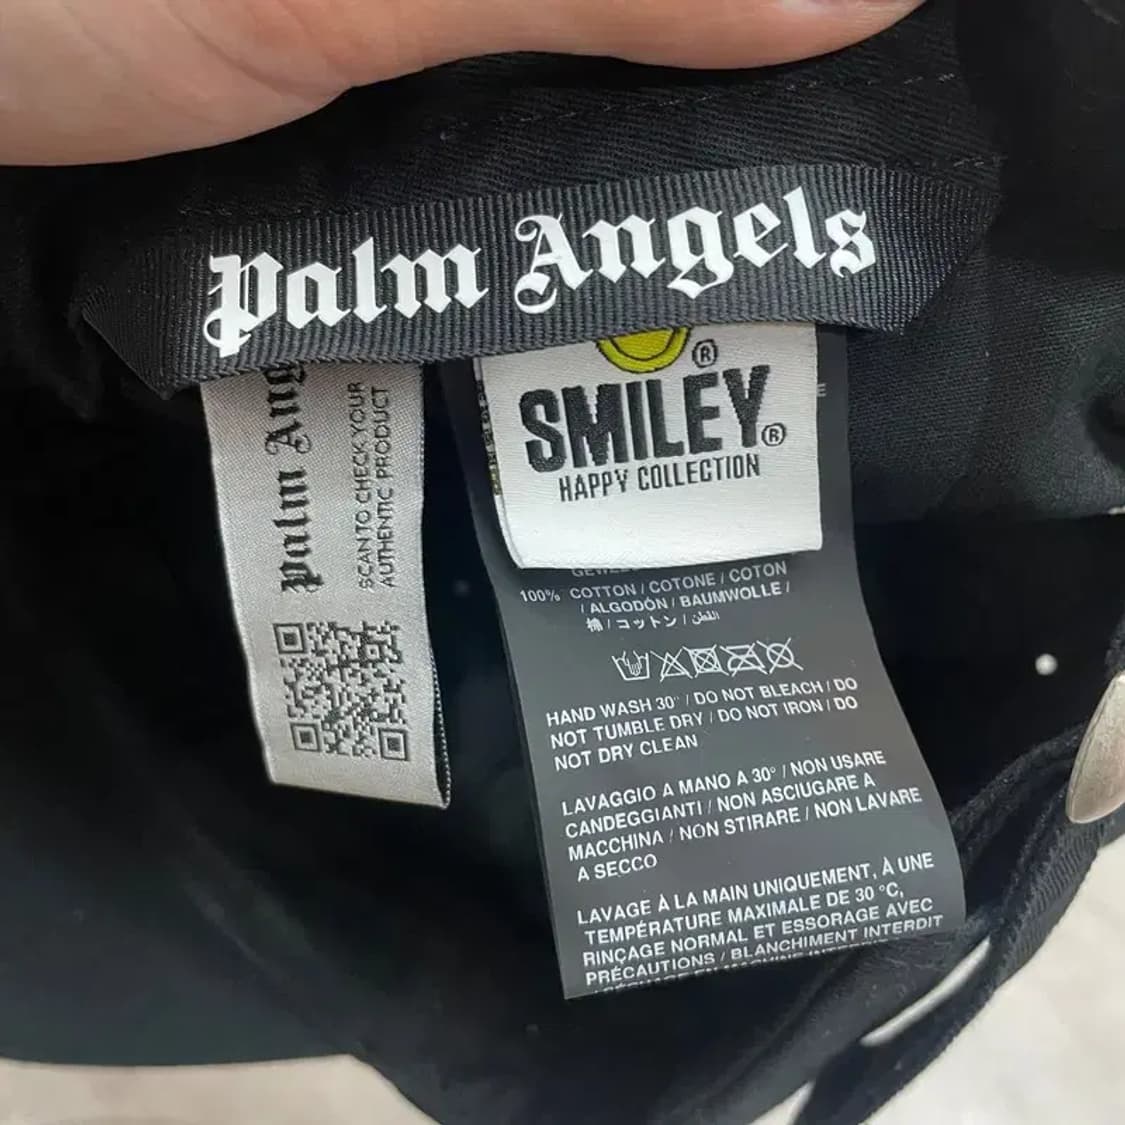 Palm Angels
Palm Ang
SCAN TO CHECK YOUR
AUTHENTIC PRODUCT
®
SMILEY®
HAPPY COLLECTION
100% COTTON / COTONE / COTON
/ ALGODÓN / BAUMWOLLE /
棉 / コットン / القطن
HAND WASH 30° / DO NOT BLEACH / DO
NOT TUMBLE DRY / DO NOT IRON / DO
NOT DRY CLEAN
LAVAGGIO A MANO A 30° / NON USARE
CANDEGGIANTI / NON ASCIUGARE A
MACCHINA / NON STIRARE / NON LAVARE
A SECCO
LAVAGE À LA MAIN UNIQUEMENT, À UNE
TEMPÉRATURE MAXIMALE DE 30 °C,
RINÇAGE NORMAL ET ESSORAGE AVEC
PRÉCAUTIONS / BLANCHIMENT INTERDIT